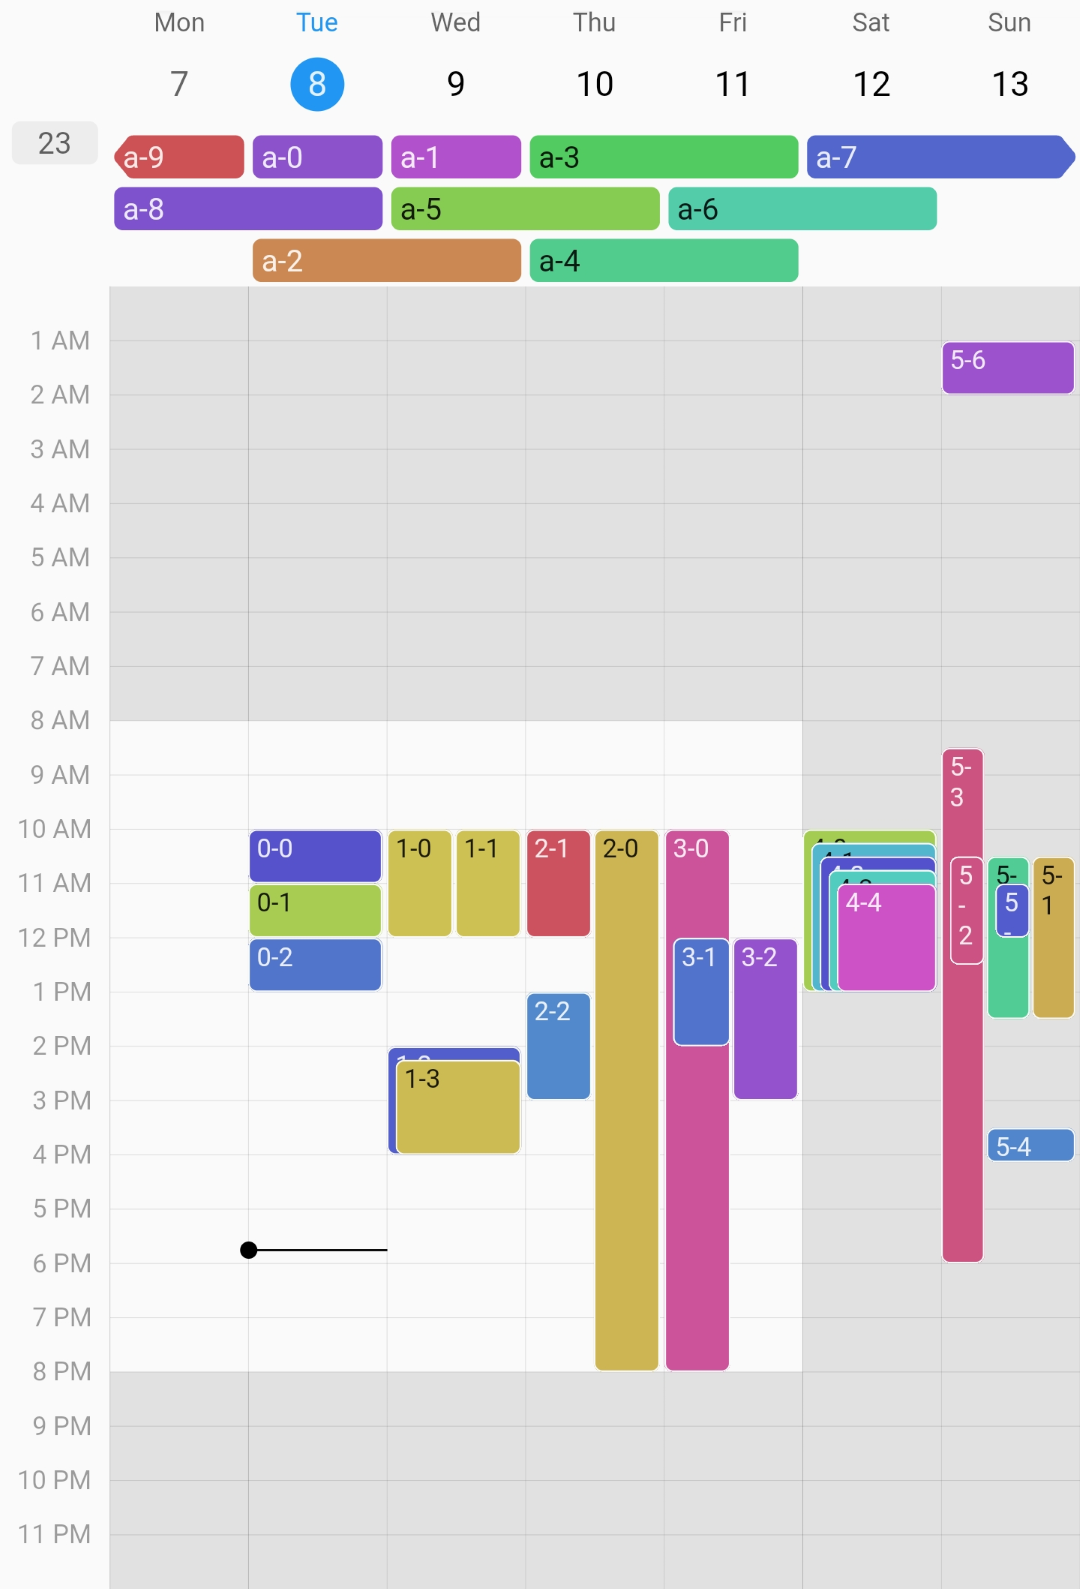 Mon Tue Wed Thu Fri Sat Sun
7 8 9 10 11 12 13
23
a-9 a-0 a-1 a-3 a-7
a-8 a-5 a-6
a-2 a-4
1 AM
5-6
2 AM
3 AM
4 AM
5 AM
6 AM
7 AM
8 AM
9 AM
5-
3
10 AM
0-0 1-0 1-1 2-1 2-0 3-0
11 AM
5
-
2
5-
5-
1
0-1
4-4
5
-
12 PM
0-2 3-1 3-2
1 PM
2-2
2 PM
1-3
3 PM
4 PM
5-4
5 PM
6 PM
7 PM
8 PM
9 PM
10 PM
11 PM